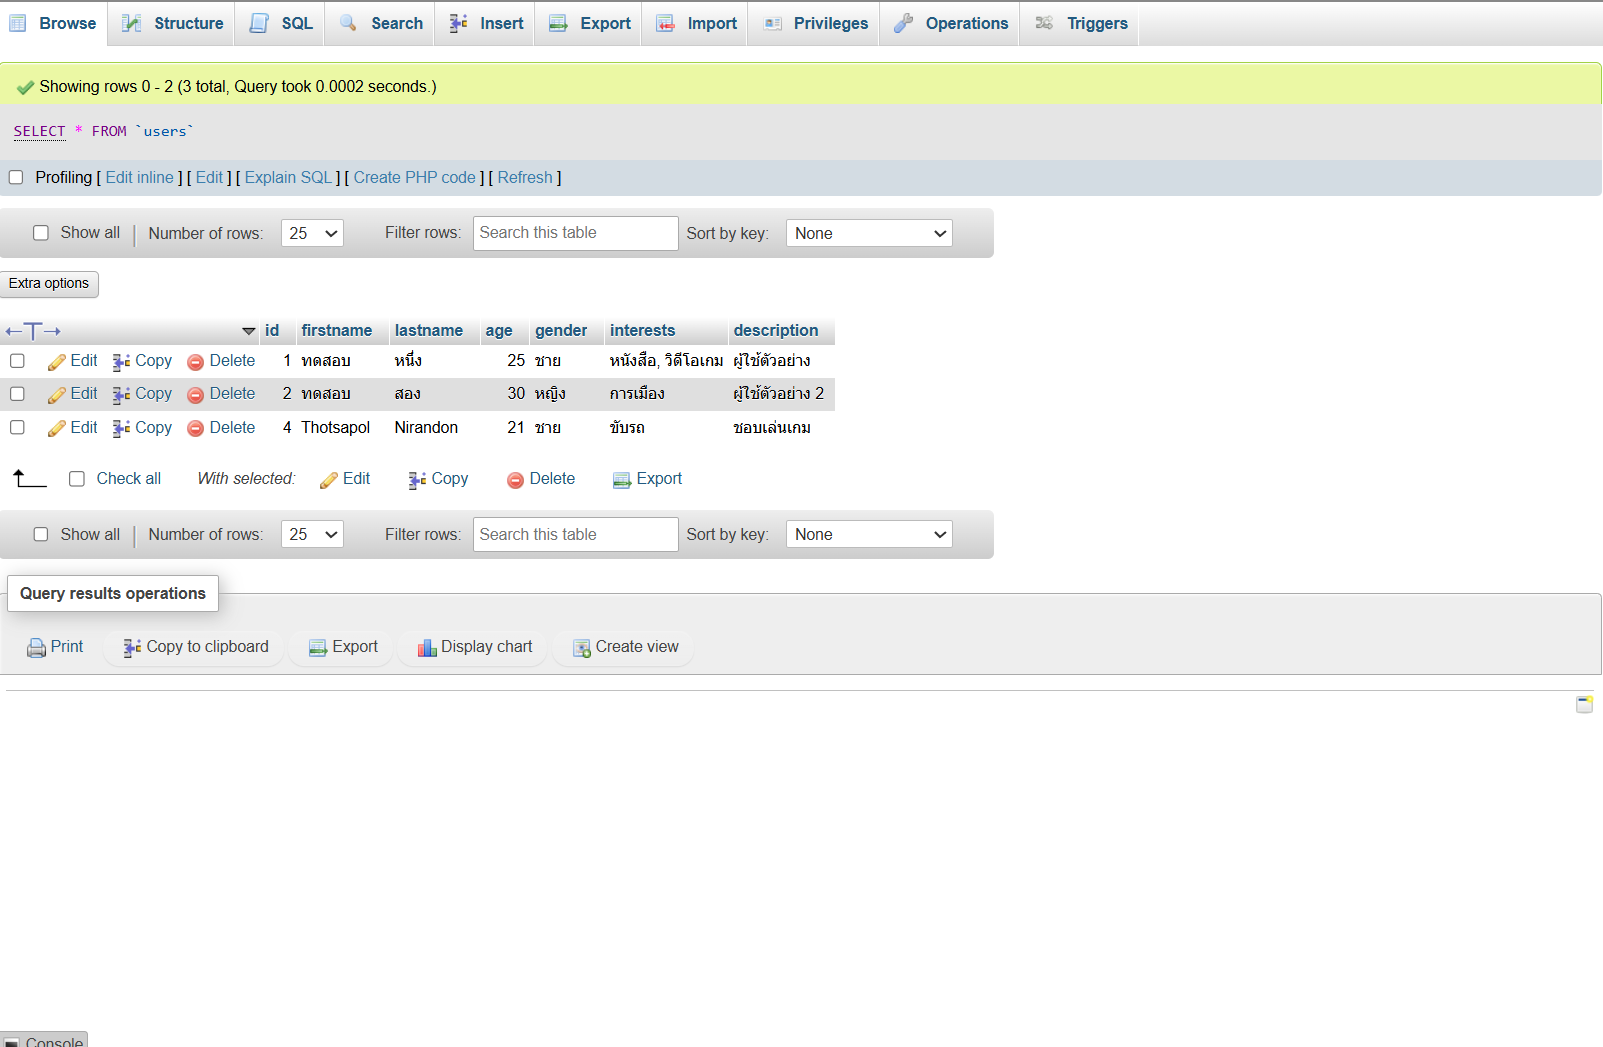 Browse Structure SQL Search Insert Export Import Privileges Operations Triggers
Showing rows 0 - 2 (3 total, Query took 0.0002 seconds.)
SELECT * FROM `users`
Profiling [ Edit inline ] [ Edit ] [ Explain SQL ] [ Create PHP code ] [ Refresh ]
Show all | Number of rows: 25 Filter rows: Search this table Sort by key: None
Extra options
←T→ id firstname lastname age gender interests description
Edit Copy Delete 1 ทดสอบ หนึ่ง 25 ชาย หนังสือ, วิดีโอเกม ผู้ใช้ตัวอย่าง
Edit Copy Delete 2 ทดสอบ สอง 30 หญิง การเมือง ผู้ใช้ตัวอย่าง 2
Edit Copy Delete 4 Thotsapol Nirandon 21 ชาย ขับรถ ชอบเล่นเกม
Check all With selected: Edit Copy Delete Export
Show all | Number of rows: 25 Filter rows: Search this table Sort by key: None
Query results operations
Print Copy to clipboard Export Display chart Create view
Console